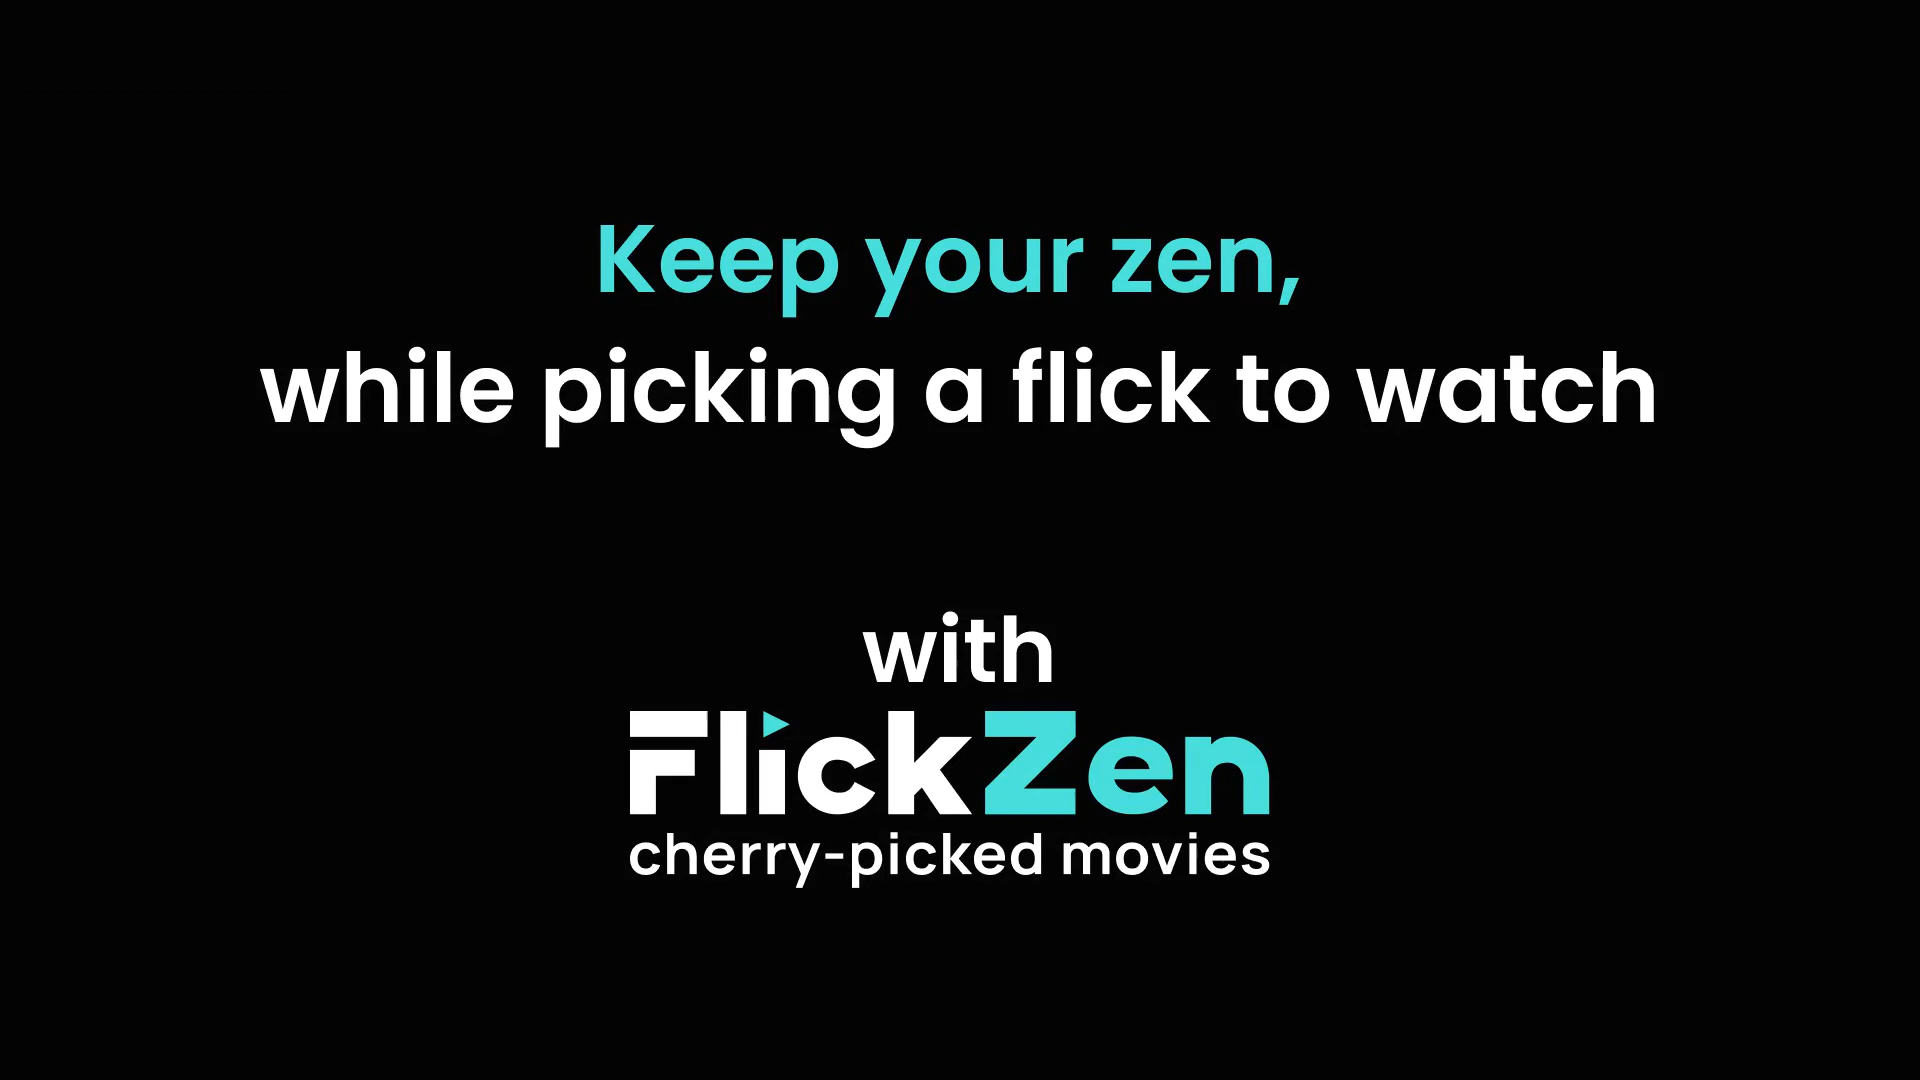 Keep your zen,
while picking a flick to watch
with
FlickZen
cherry-picked movies